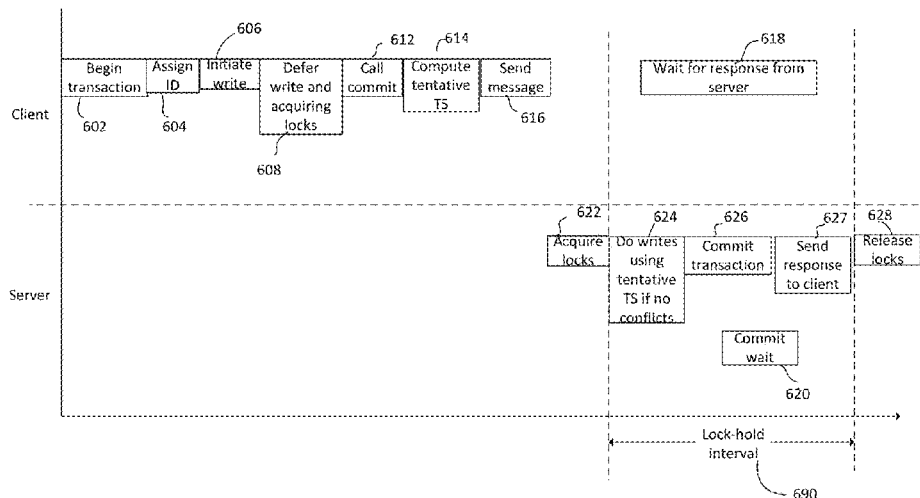 606
612
614
618
Begin
transaction
Assign
ID
Initiate
write
Defer
write and
acquiring
locks
Call
commit
Compute
tentative
TS
Send
message
Wait for response from
server
Client
602
604
608
616
622
624
626
627
628
Acquire
locks
Do writes
using
tentative
TS if no
conflicts
Commit
transaction
Send
response
to client
Release
locks
Server
Commit
wait
620
Lock-hold
interval
690